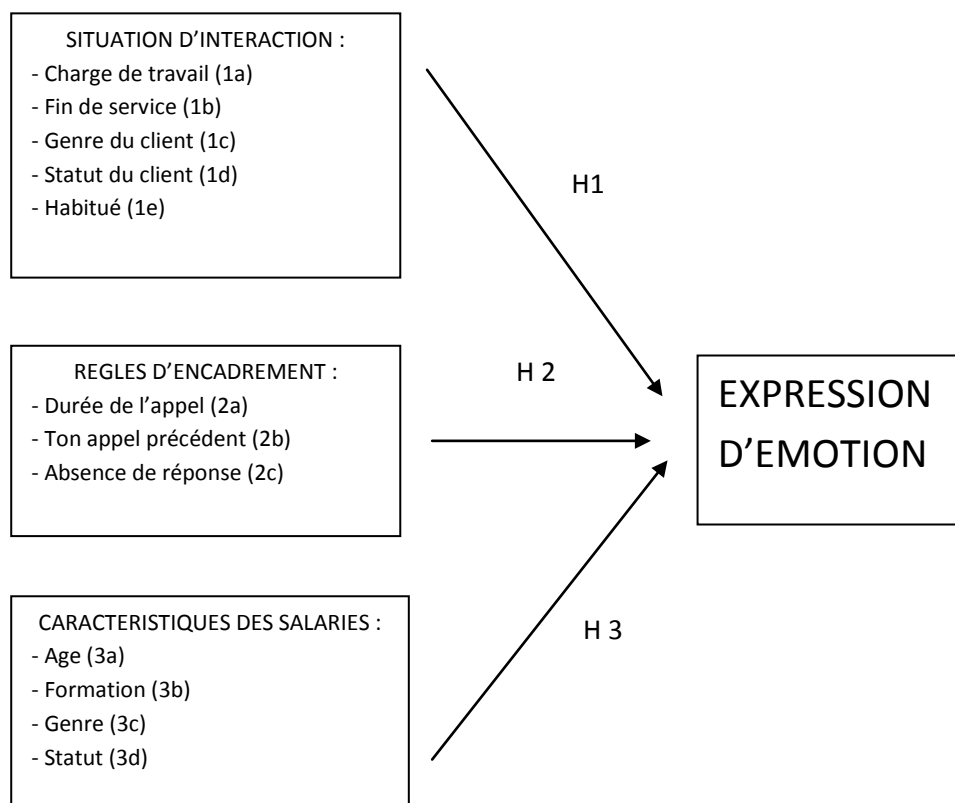 SITUATION D’INTERACTION :
- Charge de travail (1a)
- Fin de service (1b)
- Genre du client (1c)
- Statut du client (1d)
- Habitué (1e)
H1
REGLES D’ENCADREMENT :
- Durée de l’appel (2a)
- Ton appel précédent (2b)
- Absence de réponse (2c)
H 2
EXPRESSION
D’EMOTION
CARACTERISTIQUES DES SALARIES :
- Age (3a)
- Formation (3b)
- Genre (3c)
- Statut (3d)
H 3